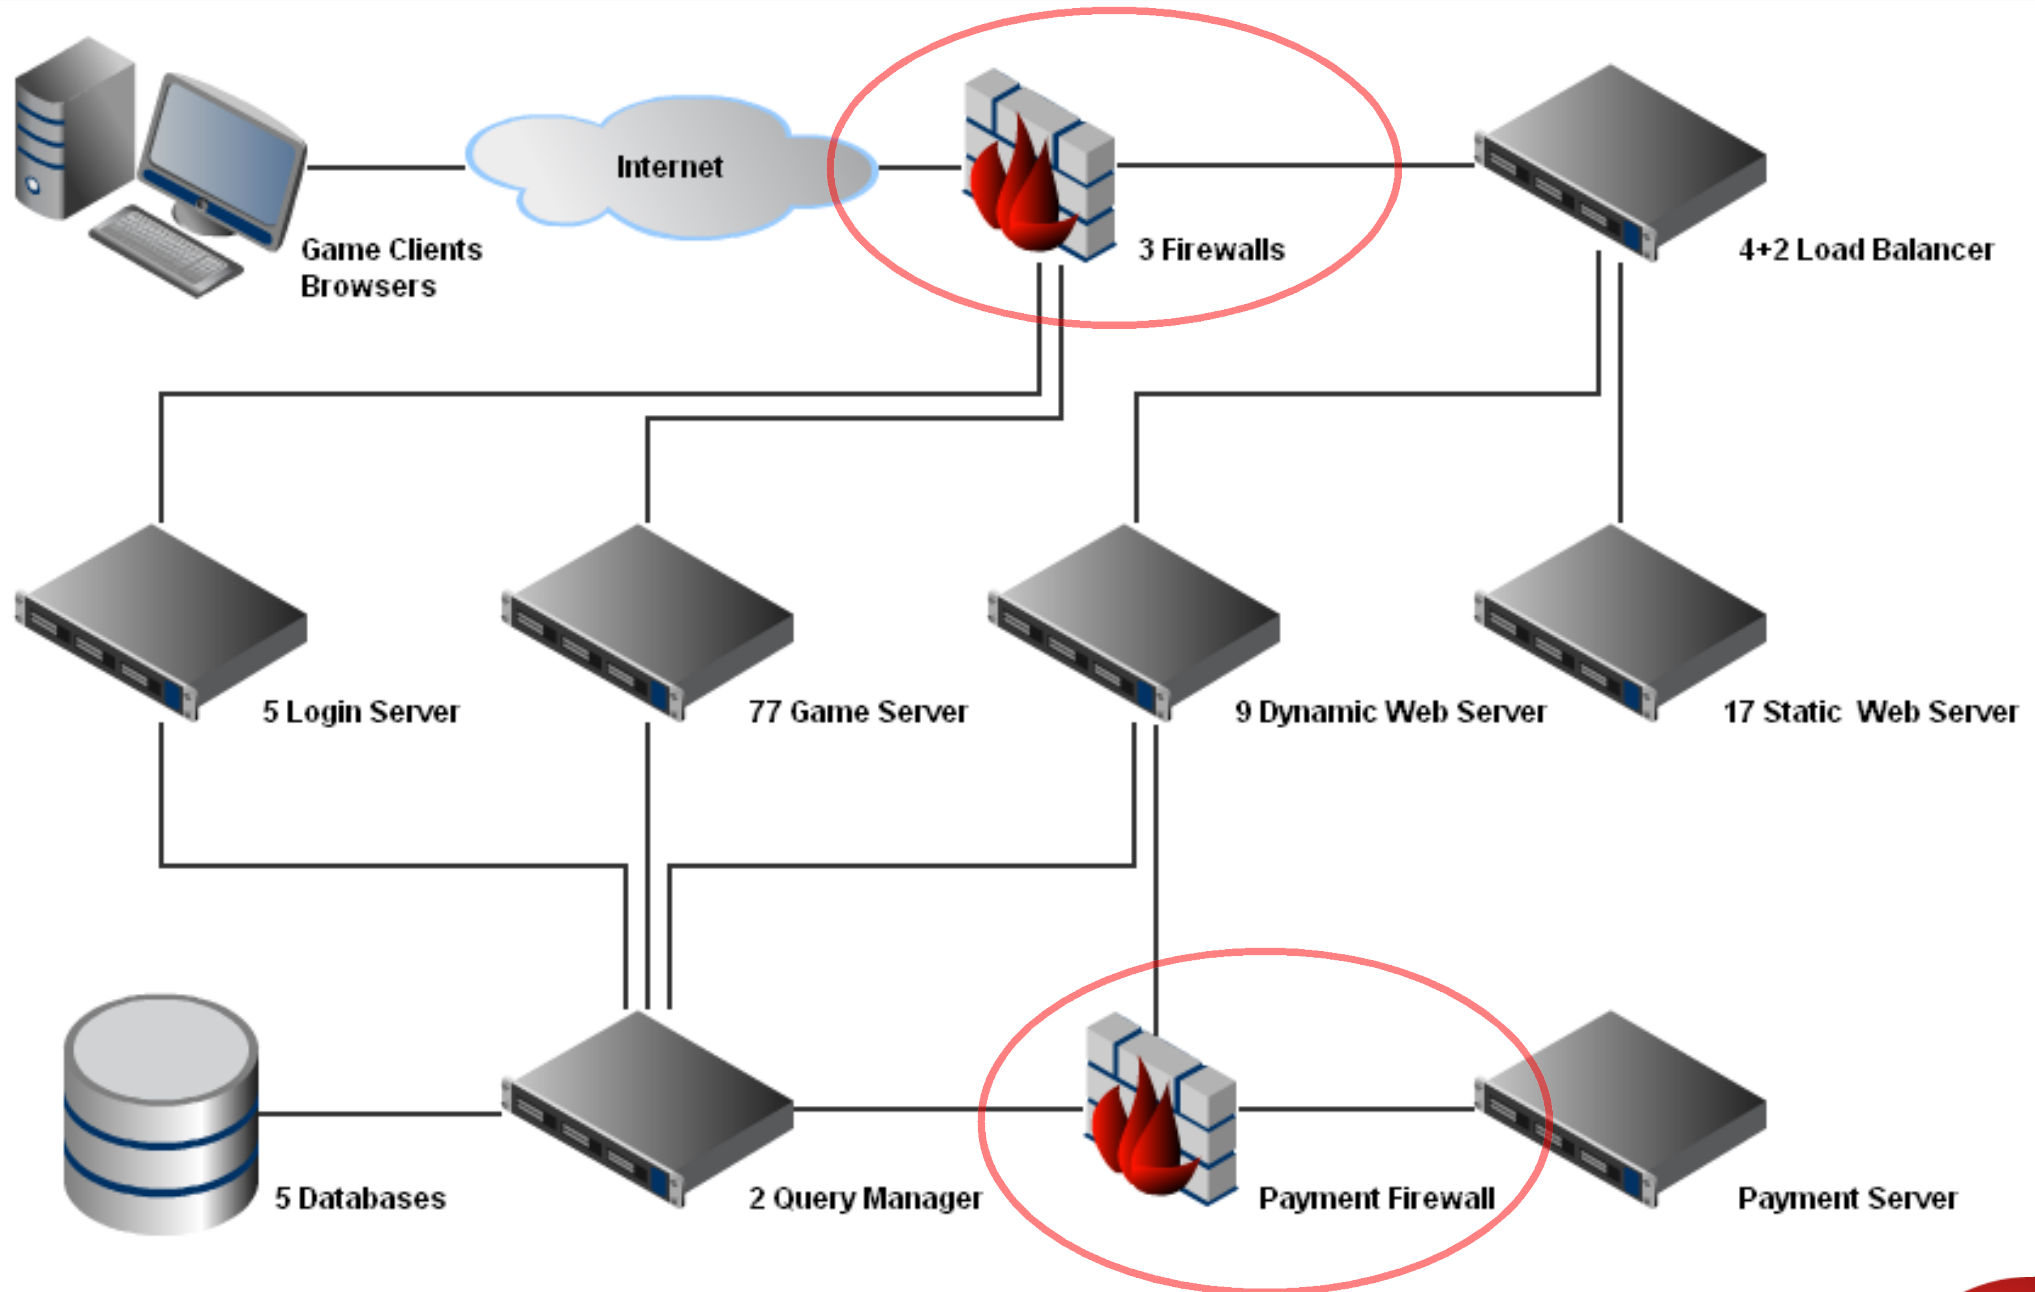 Internet
Game Clients
Browsers
3 Firewalls
4+2 Load Balancer
5 Login Server
77 Game Server
9 Dynamic Web Server
17 Static  Web Server
5 Databases
2 Query Manager
Payment Firewall
Payment Server